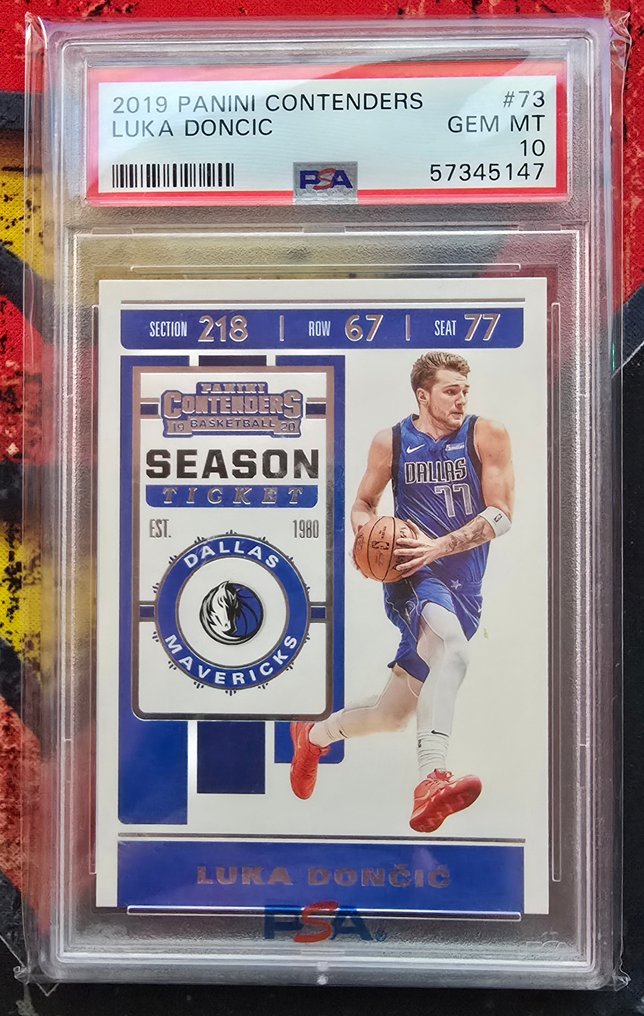 2019 PANINI CONTENDERS #73
LUKA DONCIC GEM MT
10
PSA 57345147
SECTION 218 | ROW 67 | SEAT 77
PANINI
CONTENDERS
19 BASKETBALL 20
SEASON
TICKET
EST. 1980
DALLAS
MAVERICKS
DALLAS
77
LUKA DONČIĆ
PSA